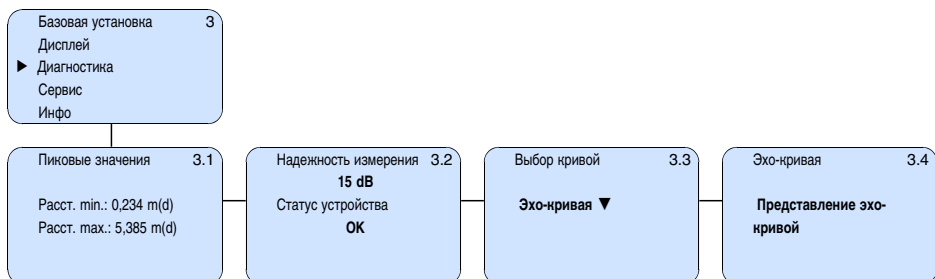 Базовая установка 3
Дисплей
▶ Диагностика
Сервис
Инфо
Пиковые значения 3.1
Расст. min.: 0,234 m(d)
Расст. max.: 5,385 m(d)
Надежность измерения 3.2
15 dB
Статус устройства
OK
Выбор кривой 3.3
Эхо-кривая ▼
Эхо-кривая 3.4
Представление эхо-
кривой